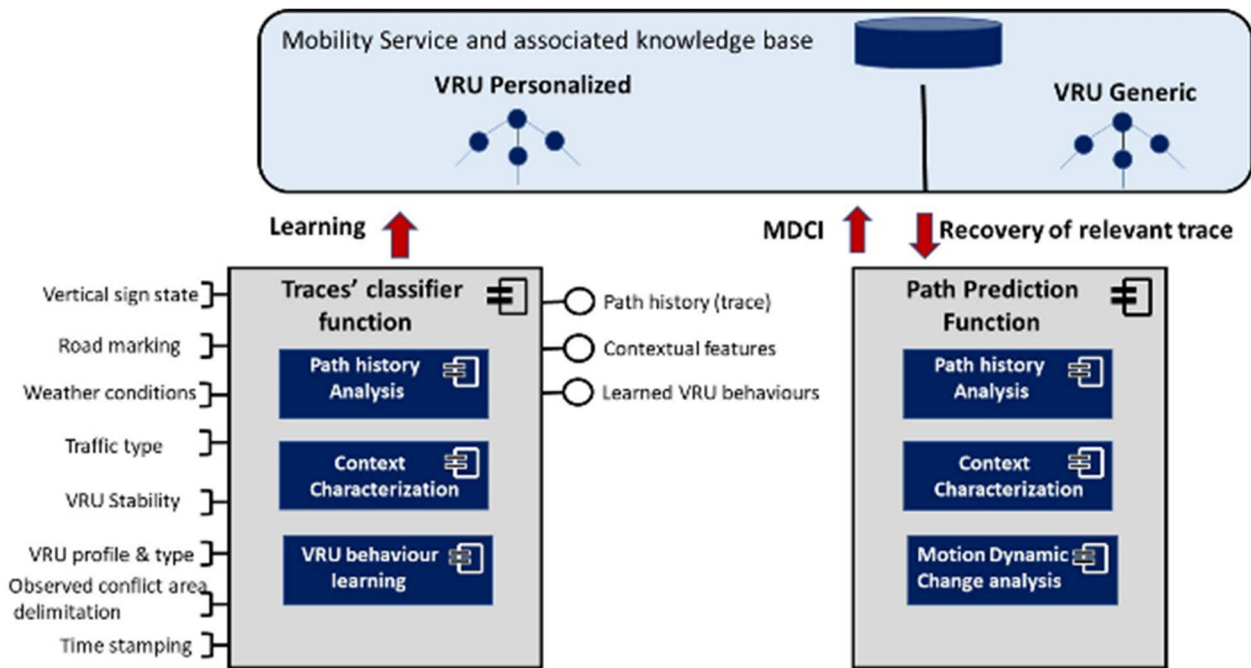 Mobility Service and associated knowledge base
VRU Personalized
VRU Generic
Learning
MDCI
Recovery of relevant trace
Vertical sign state
Road marking
Weather conditions
Traffic type
VRU Stability
VRU profile & type
Observed conflict area
delimitation
Time stamping
Traces' classifier
function
Path history
Analysis
Context
Characterization
VRU behaviour
learning
Path history (trace)
Contextual features
Learned VRU behaviours
Path Prediction
Function
Path history
Analysis
Context
Characterization
Motion Dynamic
Change analysis